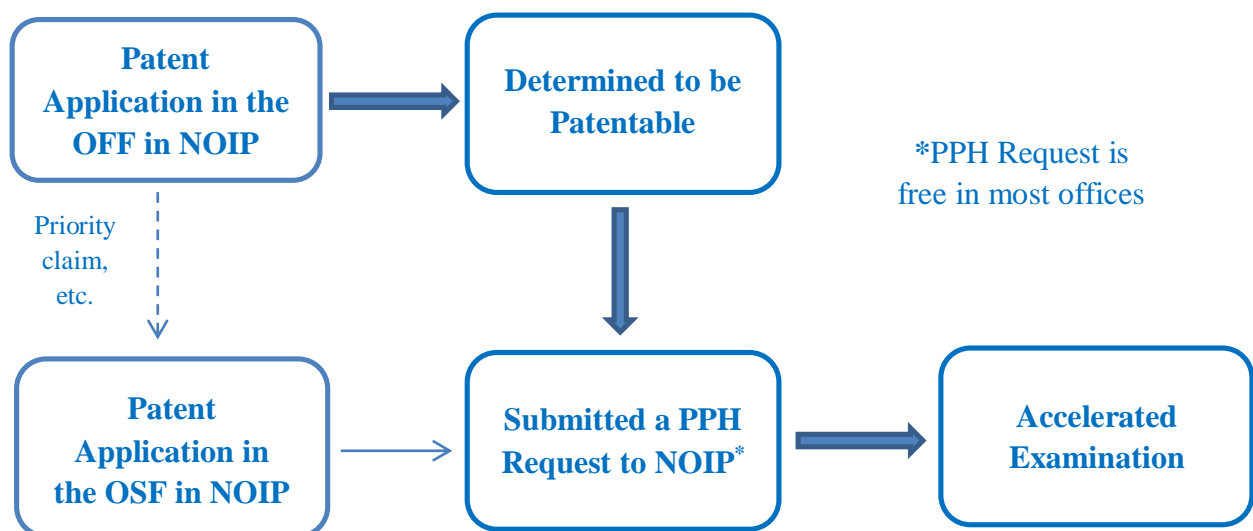 Patent
Application in the
OFF in NOIP
Determined to be
Patentable
*PPH Request is
free in most offices
Priority
claim,
etc.
Patent
Application in
the OSF in NOIP
Submitted a PPH
Request to NOIP*
Accelerated
Examination